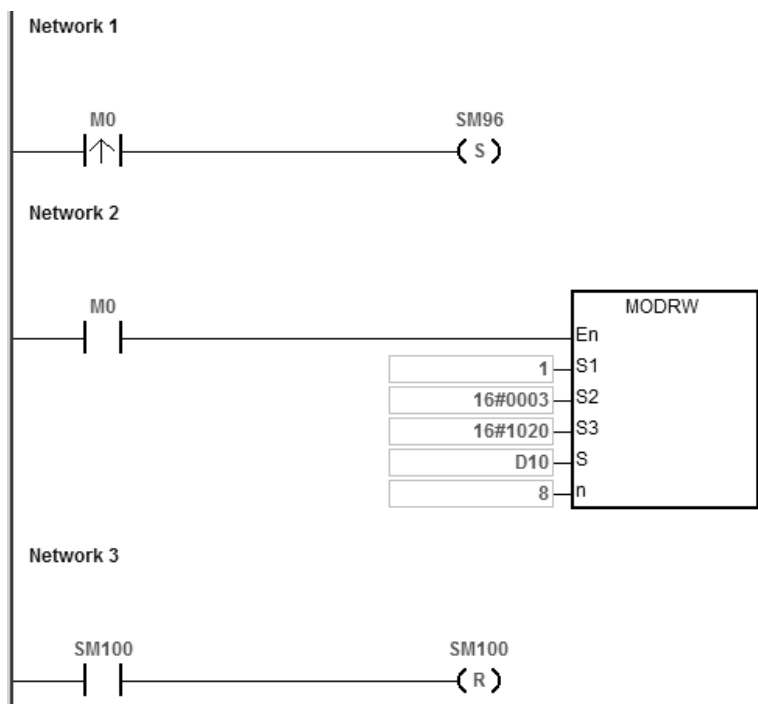 Network 1
M0 SM96
S
Network 2
M0 MODRW
En
1 S1
16#0003 S2
16#1020 S3
D10 S
8 n
Network 3
SM100 SM100
R